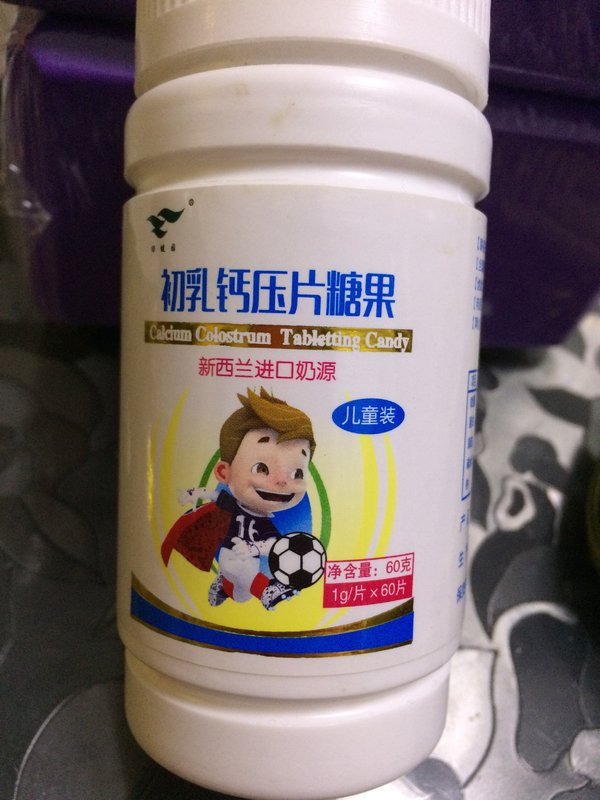 ®
初乳钙压片糖果
Calcium Colostrum Tabletting Candy
新西兰进口奶源
儿童装
16
净含量：60克
1g/片×60片